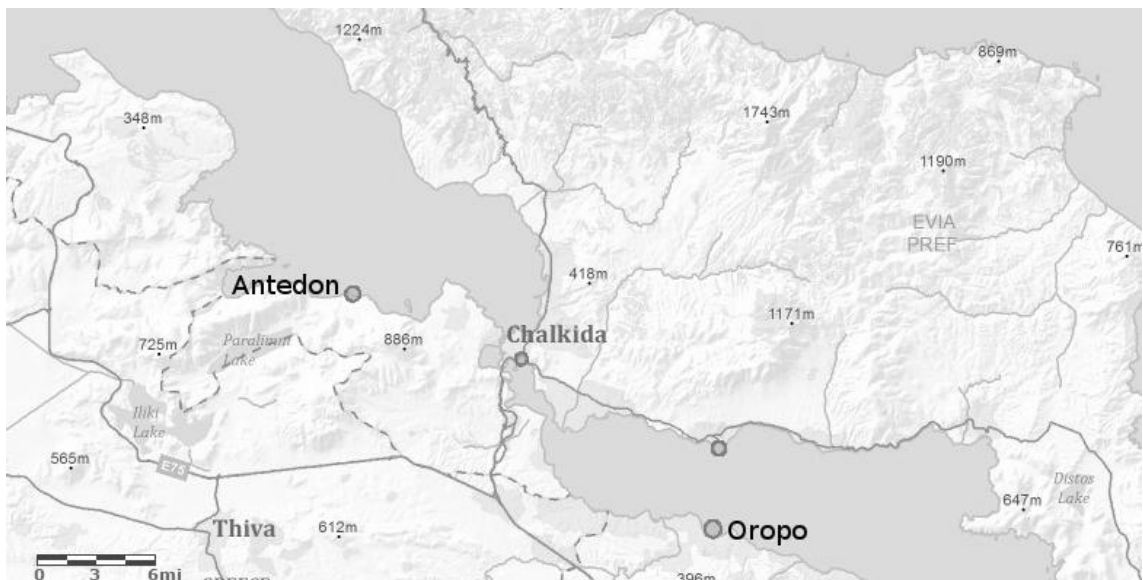 1224m
869m
348m
1743m
1190m
EVIA
PREF
761m
Antedon
418m
1171m
Chalkida
725m
Paralimni
Lake
886m
Iliki
Lake
E75
565m
Thiva
612m
Distos
Lake
647m
Oropo
0 3 6mi
GREECE
396m